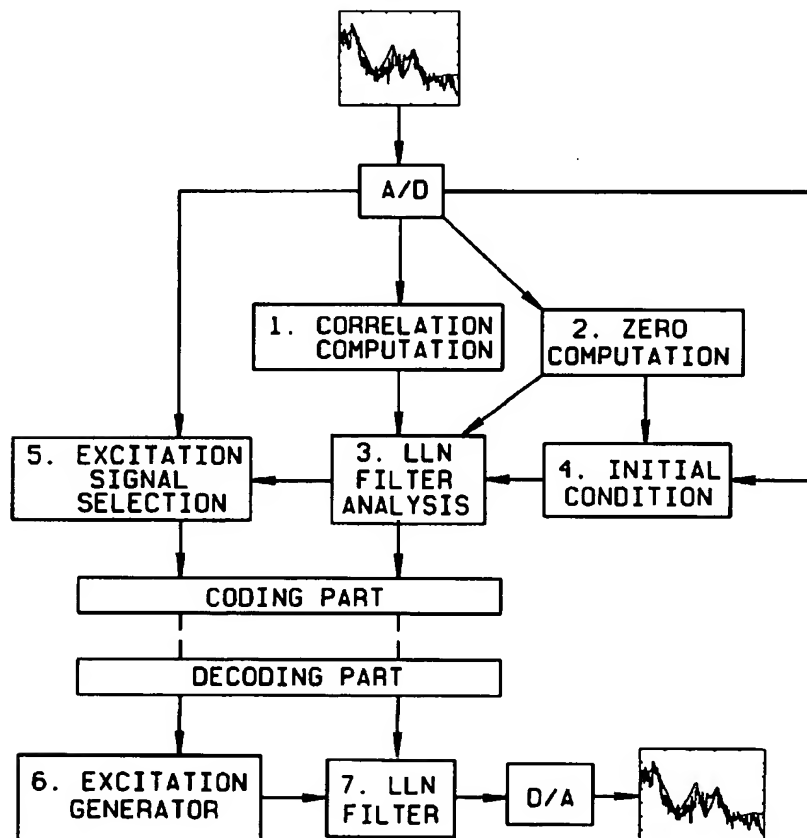 A/D
1. CORRELATION
COMPUTATION
2. ZERO
COMPUTATION
5. EXCITATION
SIGNAL
SELECTION
3. LLN
FILTER
ANALYSIS
4. INITIAL
CONDITION
CODING PART
DECODING PART
6. EXCITATION
GENERATOR
7. LLN
FILTER
D/A